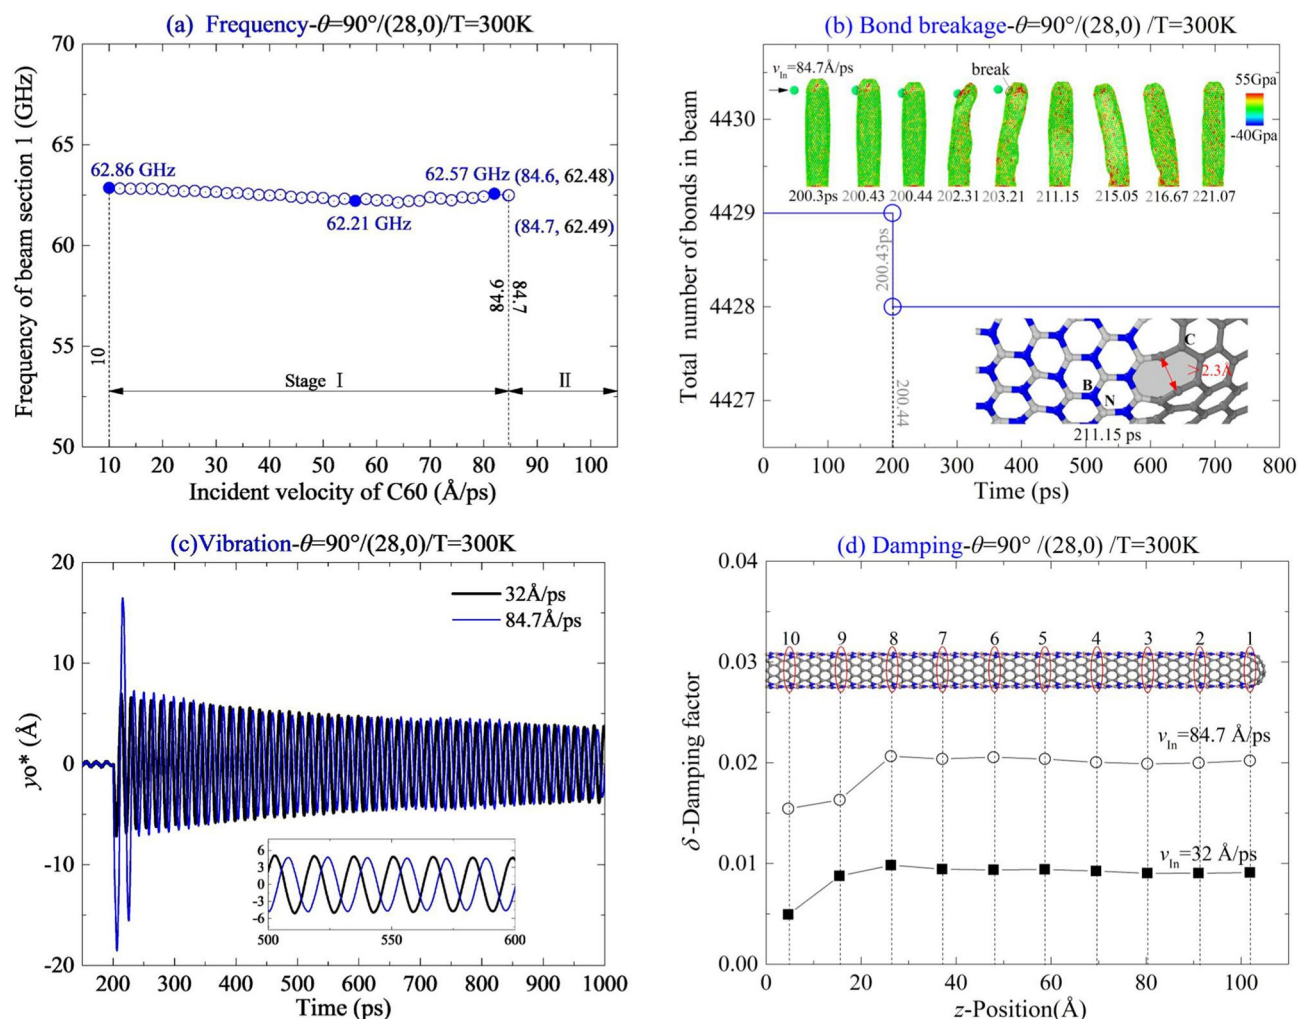 (a) Frequency-θ=90°/(28,0)/T=300K
Frequency of beam section 1 (GHz)
70
65
60
55
50
62.86 GHz
62.57 GHz
(84.6, 62.48)
62.21 GHz
(84.7, 62.49)
10
84.6
84.7
Stage I
II
10 20 30 40 50 60 70 80 90 100
Incident velocity of C60 (Å/ps)
(b) Bond breakage-θ=90°/(28,0) /T=300K
Total number of bonds in beam
4430
4429
4428
4427
vIn=84.7Å/ps
break
55Gpa
-40Gpa
200.3ps 200.43 200.44 202.31 203.21 211.15 215.05 216.67 221.07
200.43ps
200.44
C
>2.3Å
B
N
211.15 ps
0 100 200 300 400 500 600 700 800
Time (ps)
(c)Vibration-θ=90°/(28,0)/T=300K
yo* (Å)
20
10
0
-10
-20
32Å/ps
84.7Å/ps
6
3
0
-3
-6
500 550 600
200 300 400 500 600 700 800 900 1000
Time (ps)
(d) Damping-θ=90° /(28,0) /T=300K
δ-Damping factor
0.04
0.03
0.02
0.01
0.00
10 9 8 7 6 5 4 3 2 1
vIn=84.7 Å/ps
vIn=32 Å/ps
0 20 40 60 80 100
z-Position(Å)